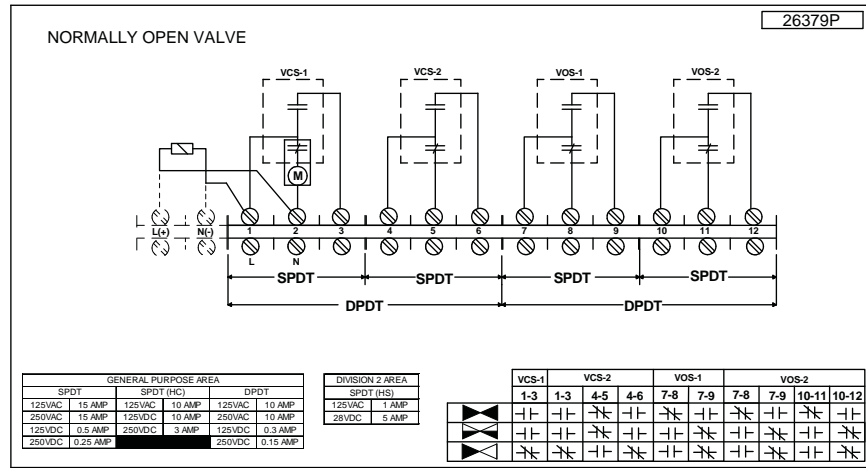 26379P
NORMALLY OPEN VALVE
VCS-1 VCS-2 VOS-1 VOS-2
M
L(+) N(-) 1 2 3 4 5 6 7 8 9 10 11 12
L N
SPDT SPDT SPDT SPDT
DPDT DPDT
GENERAL PURPOSE AREA
SPDT SPDT (HC) DPDT
125VAC 15 AMP 125VAC 10 AMP 125VAC 10 AMP
250VAC 15 AMP 125VDC 10 AMP 250VAC 10 AMP
125VDC 0.5 AMP 250VDC 3 AMP 125VDC 0.3 AMP
250VDC 0.25 AMP 250VDC 0.15 AMP
DIVISION 2 AREA
SPDT (HS)
125VAC 1 AMP
28VDC 5 AMP
VCS-1 VCS-2 VOS-1 VOS-2
1-3 1-3 4-5 4-6 7-8 7-9 7-8 7-9 10-11 10-12